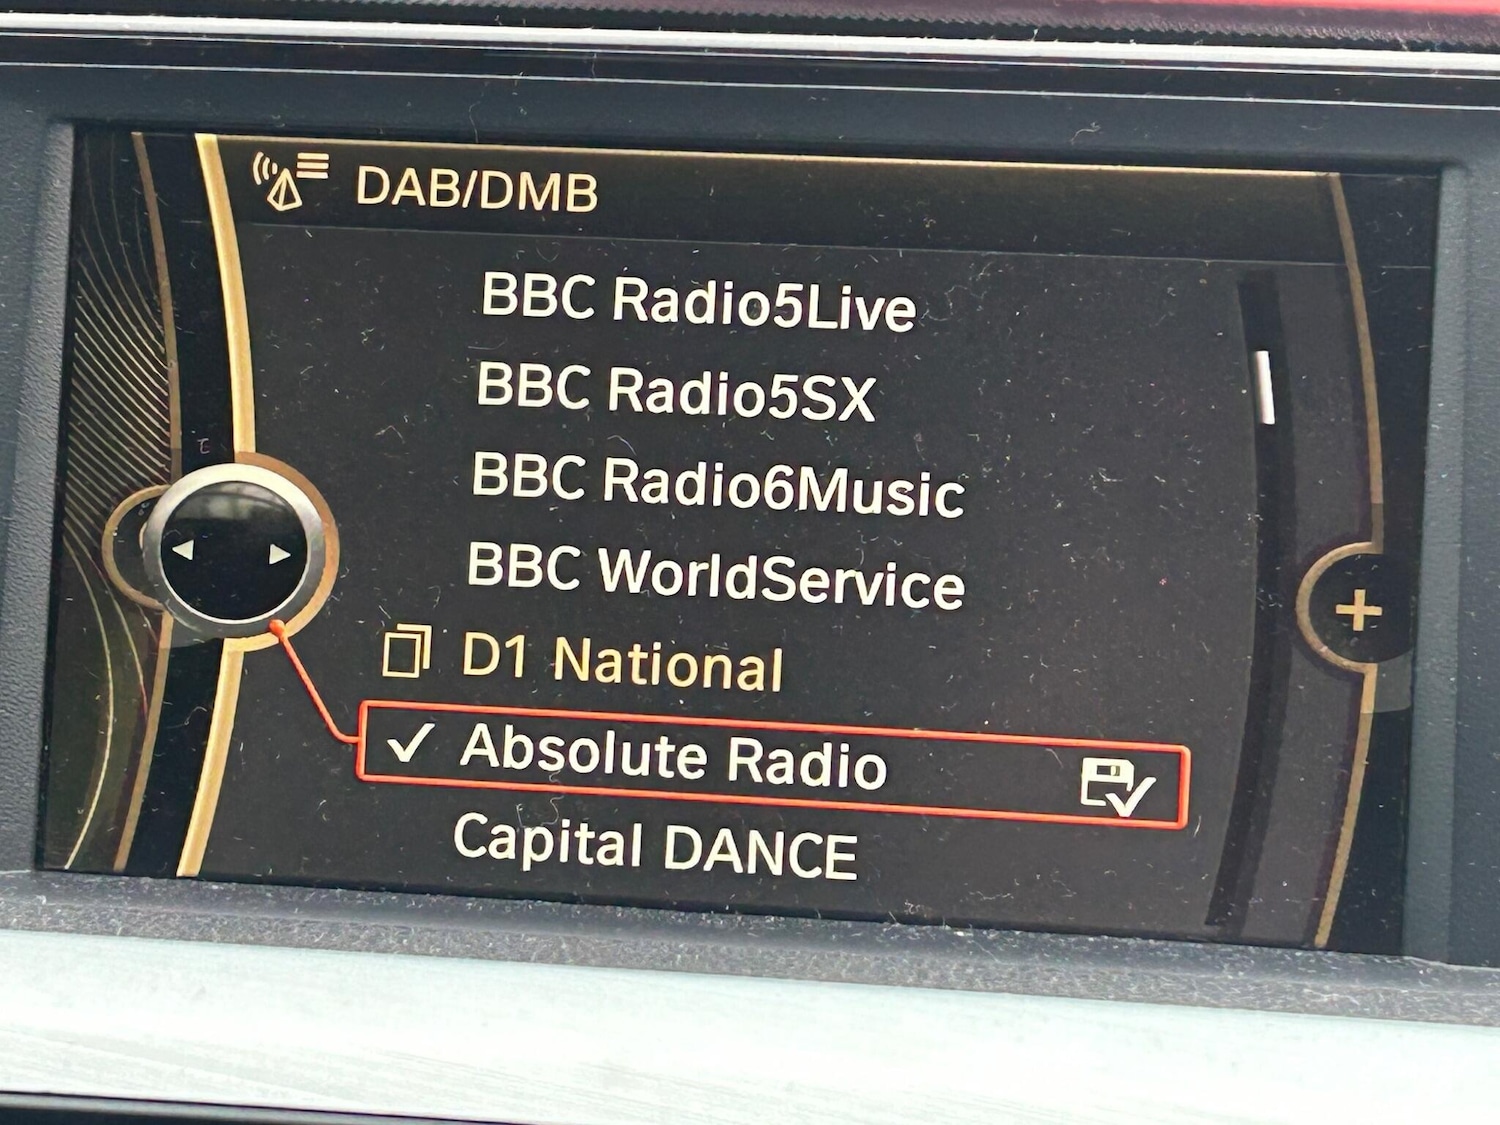 DAB/DMB
BBC Radio5Live
BBC Radio5SX
BBC Radio6Music
BBC WorldService
D1 National
Absolute Radio
Capital DANCE